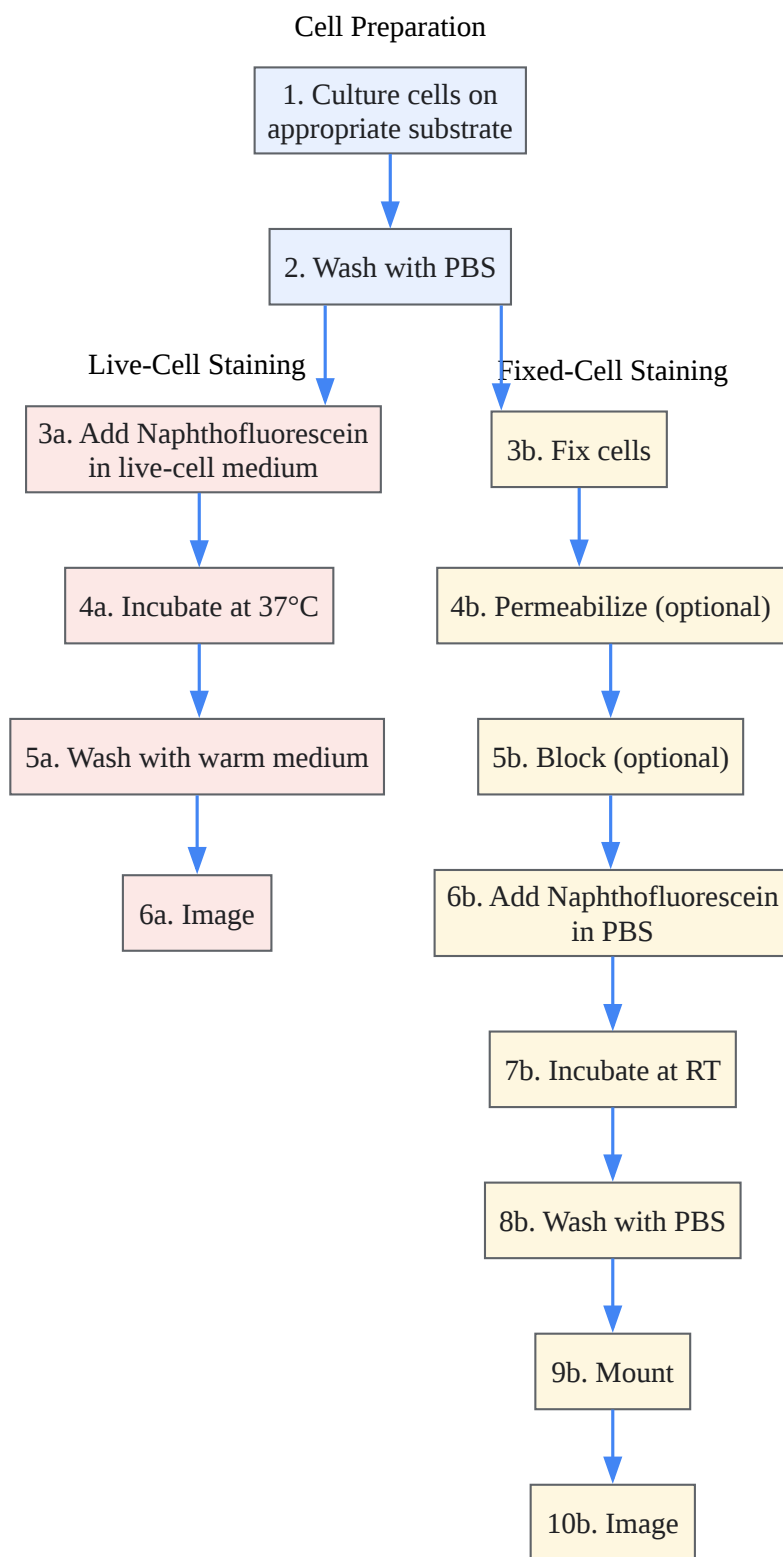 Cell Preparation
1. Culture cells on
appropriate substrate
2. Wash with PBS
Live-Cell Staining
3a. Add Naphthofluorescein
in live-cell medium
4a. Incubate at 37°C
5a. Wash with warm medium
6a. Image
Fixed-Cell Staining
3b. Fix cells
4b. Permeabilize (optional)
5b. Block (optional)
6b. Add Naphthofluorescein
in PBS
7b. Incubate at RT
8b. Wash with PBS
9b. Mount
10b. Image